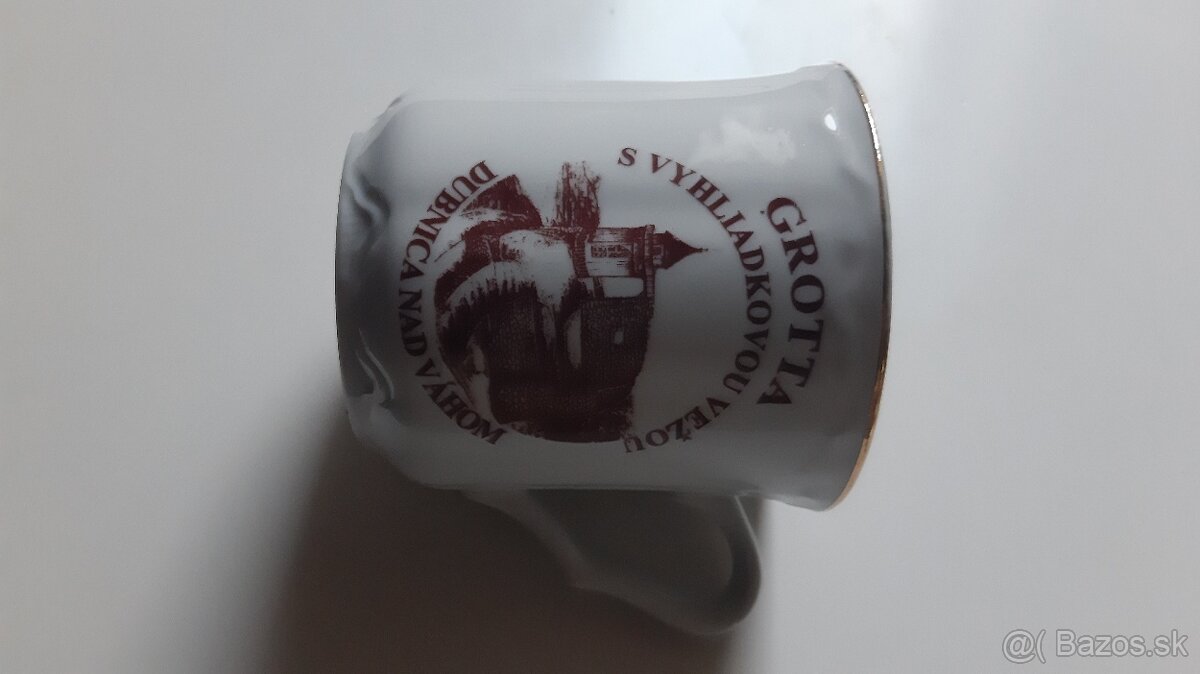 GROTTA
S VYHLIADKOVOU VEŽOU
DUBNICA NAD VÁHOM
@( Bazos.sk